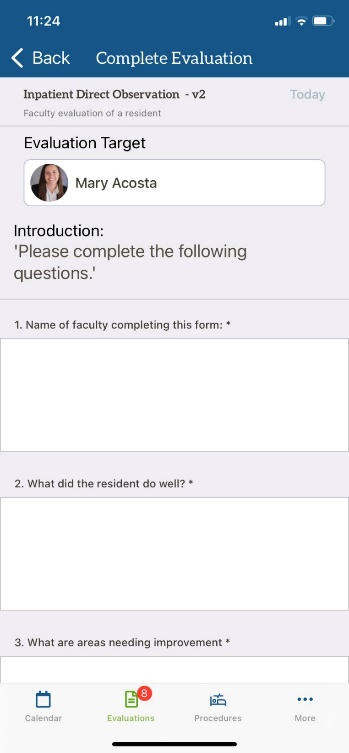 11:24
Back
Complete Evaluation
Inpatient Direct Observation - v2
Today
Faculty evaluation of a resident
Evaluation Target
Mary Acosta
Introduction:
'Please complete the following
questions.'
1. Name of faculty completing this form: *
2. What did the resident do well? *
3. What are areas needing improvement *
8
Calendar
Evaluations
Procedures
More